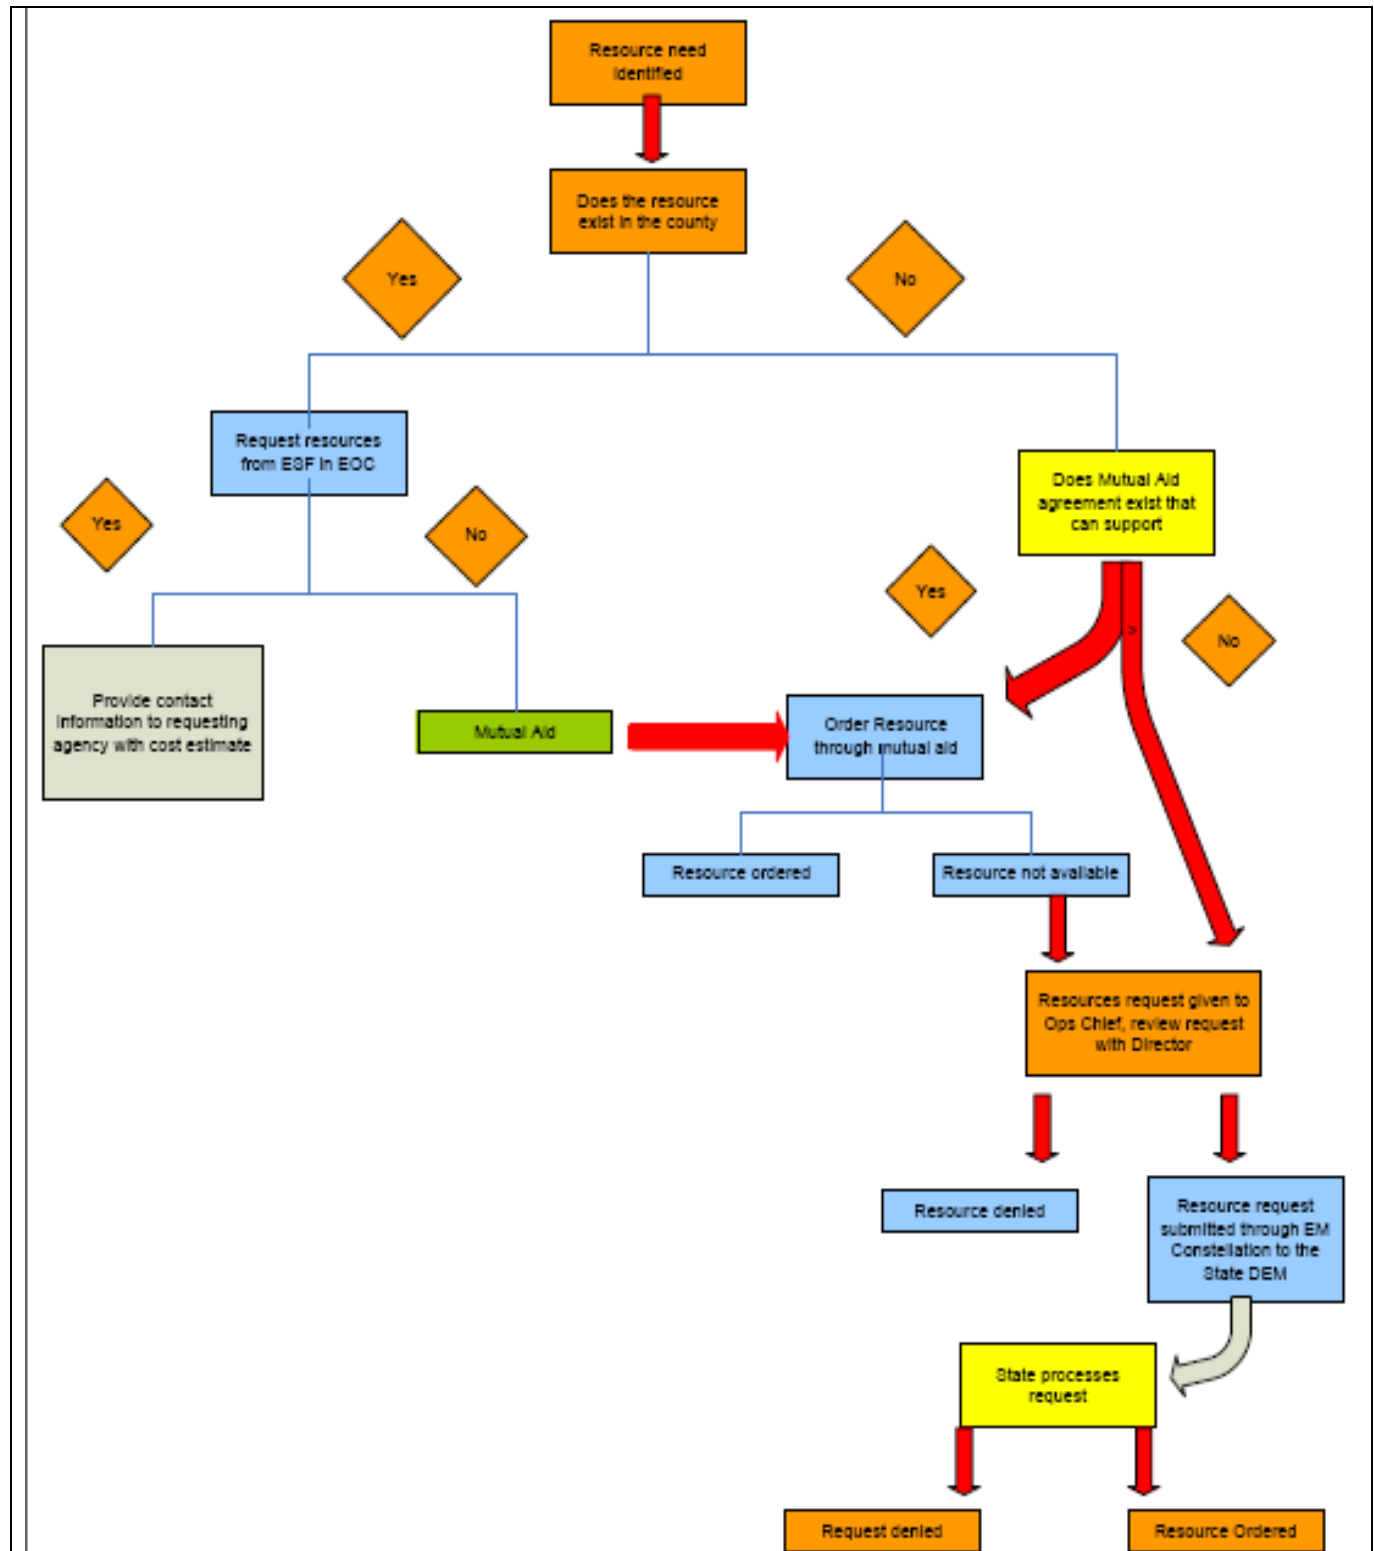 Resource need
identified
Does the resource
exist in the county
Yes
No
Request resources
from ESF in EOC
Does Mutual Aid
agreement exist that
can support
Yes
No
Yes
>
No
Provide contact
information to requesting
agency with cost estimate
Mutual Aid
Order Resource
through mutual aid
Resource ordered
Resource not available
Resources request given to
Ops Chief, review request
with Director
Resource denied
Resource request
submitted through EM
Constellation to the
State DEM
State processes
request
Request denied
Resource Ordered